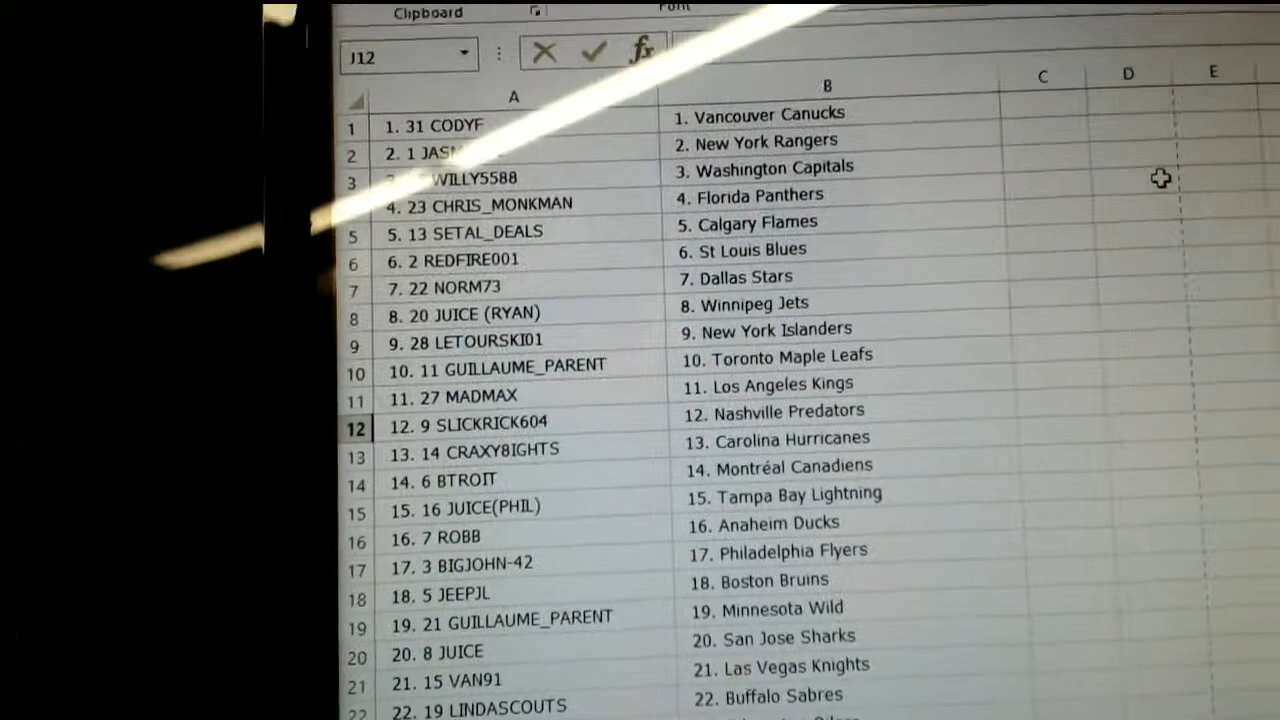 Clipboard
Font
J12
fx
A B C D E
1 1. 31 CODYF 1. Vancouver Canucks
2 2. 1 2. New York Rangers
3 WILLY5588 3. Washington Capitals
4. 23 CHRIS_MONKMAN 4. Florida Panthers
5 5. 13 SETAL_DEALS 5. Calgary Flames
6 6. 2 REDFIRE001 6. St Louis Blues
7 7. 22 NORM73 7. Dallas Stars
8 8. 20 JUICE (RYAN) 8. Winnipeg Jets
9 9. 28 LETOURSKI01 9. New York Islanders
10 10. 11 GUILLAUME_PARENT 10. Toronto Maple Leafs
11 11. 27 MADMAX 11. Los Angeles Kings
12 12. 9 SLICKRICK604 12. Nashville Predators
13 13. 14 CRAXY8IGHTS 13. Carolina Hurricanes
14 14. 6 BTROIT 14. Montréal Canadiens
15 15. 16 JUICE(PHIL) 15. Tampa Bay Lightning
16 16. 7 ROBB 16. Anaheim Ducks
17 17. 3 BIGJOHN-42 17. Philadelphia Flyers
18 18. 5 JEEPJL 18. Boston Bruins
19 19. 21 GUILLAUME_PARENT 19. Minnesota Wild
20 20. 8 JUICE 20. San Jose Sharks
21 21. 15 VAN91 21. Las Vegas Knights
22 22. 19 LINDASCOUTS 22. Buffalo Sabres